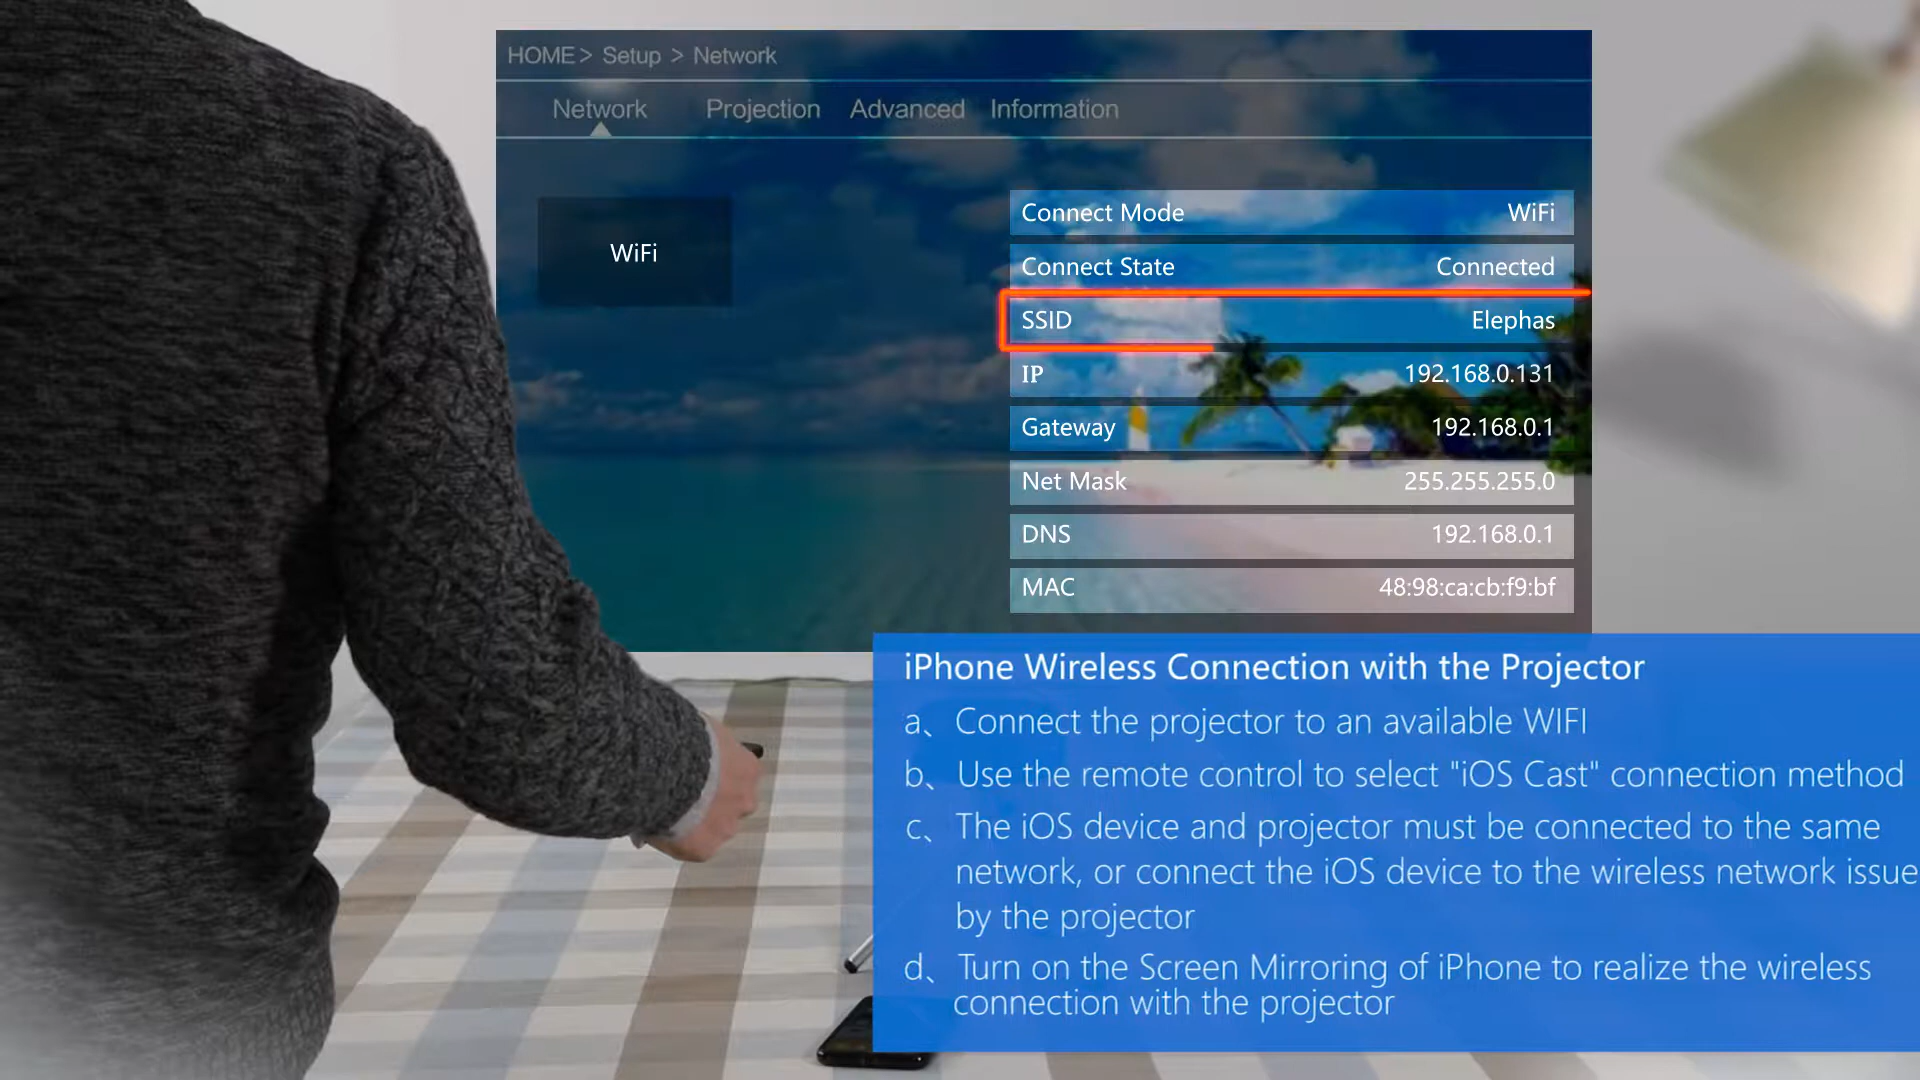 HOME > Setup > Network
Network Projection Advanced Information
WiFi
Connect Mode WiFi
Connect State Connected
SSID Elephas
IP 192.168.0.131
Gateway 192.168.0.1
Net Mask 255.255.255.0
DNS 192.168.0.1
MAC 48:98:ca:cb:f9:bf
iPhone Wireless Connection with the Projector
a、Connect the projector to an available WIFI
b、Use the remote control to select "iOS Cast" connection method
c、The iOS device and projector must be connected to the same
network, or connect the iOS device to the wireless network issue
by the projector
d、Turn on the Screen Mirroring of iPhone to realize the wireless
connection with the projector